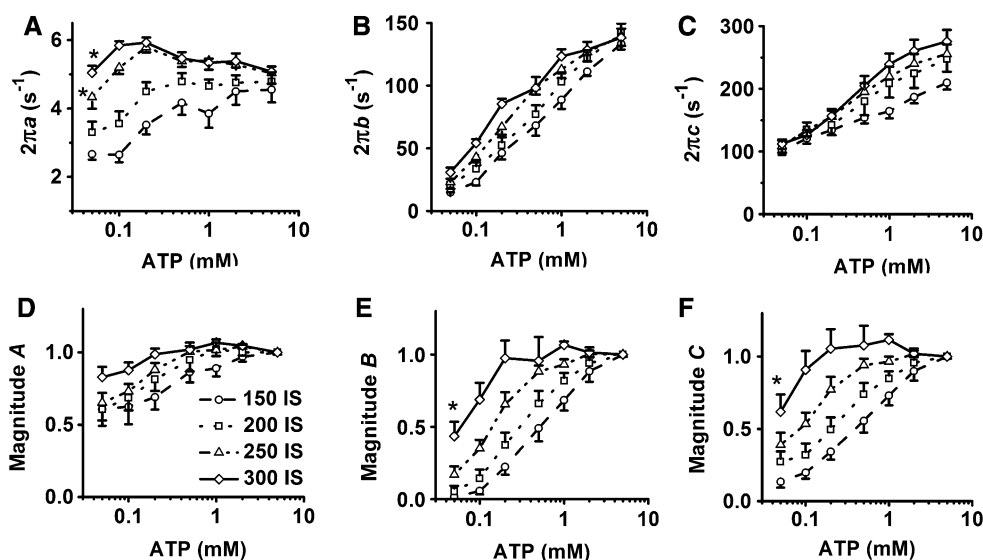 A
B
C
6
4
2
2πa (s⁻¹)
0.1 1 10
ATP (mM)
150
100
50
0
2πb (s⁻¹)
0.1 1 10
ATP (mM)
300
200
100
0
2πc (s⁻¹)
0.1 1 10
ATP (mM)
*
*
D
E
F
1.0
0.5
0.0
Magnitude A
150 IS
200 IS
250 IS
300 IS
0.1 1 10
ATP (mM)
1.0
0.5
0.0
Magnitude B
*
0.1 1 10
ATP (mM)
1.0
0.5
0.0
Magnitude C
*
0.1 1 10
ATP (mM)